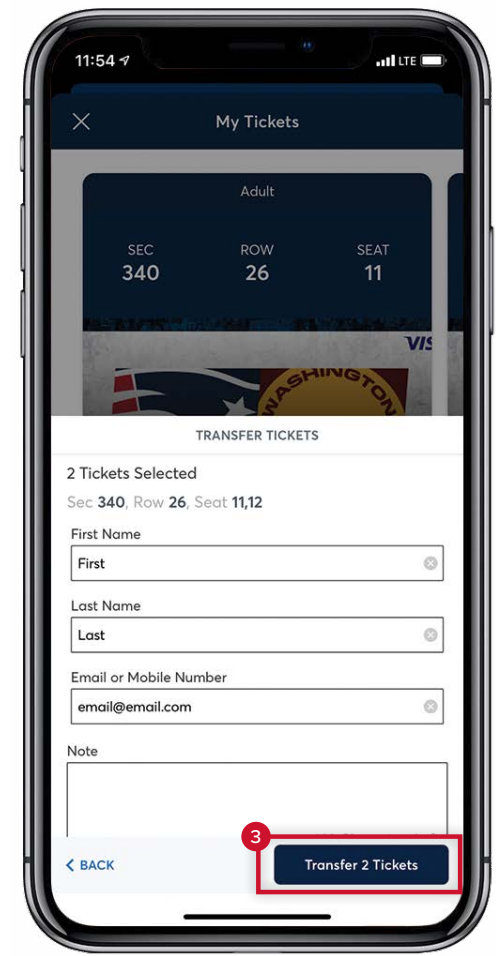 11:54
LTE
My Tickets
Adult
SEC ROW SEAT
340 26 11
VIS
WASHINGTON
TRANSFER TICKETS
2 Tickets Selected
Sec 340, Row 26, Seat 11,12
First Name
First
Last Name
Last
Email or Mobile Number
email@email.com
Note
3
BACK
Transfer 2 Tickets